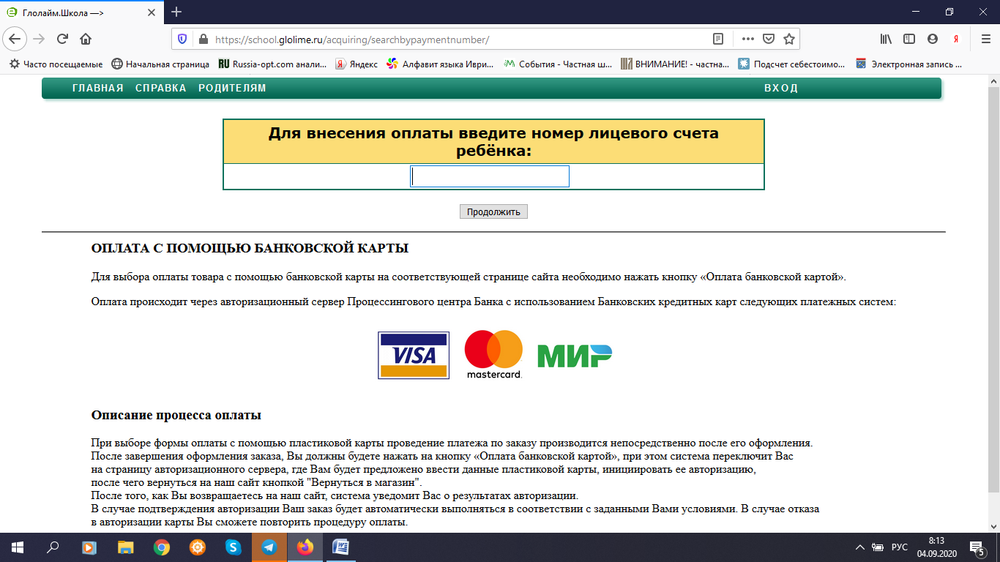 Глолайм.Школа —>
https://school.glolime.ru/acquiring/searchbypaymentnumber/
Часто посещаемые Начальная страница Russia-opt.com анали... Яндекс Алфавит языка Иври... События - Частная ш... ВНИМАНИЕ! - частна... Подсчет себестоимо... Электронная запись ...
ГЛАВНАЯ СПРАВКА РОДИТЕЛЯМ ВХОД
Для внесения оплаты введите номер лицевого счета
ребёнка:
Продолжить
ОПЛАТА С ПОМОЩЬЮ БАНКОВСКОЙ КАРТЫ
Для выбора оплаты товара с помощью банковской карты на соответствующей странице сайта необходимо нажать кнопку «Оплата банковской картой».
Оплата происходит через авторизационный сервер Процессингового центра Банка с использованием Банковских кредитных карт следующих платежных систем:
VISA mastercard. МИР
Описание процесса оплаты
При выборе формы оплаты с помощью пластиковой карты проведение платежа по заказу производится непосредственно после его оформления.
После завершения оформления заказа, Вы должны будете нажать на кнопку «Оплата банковской картой», при этом система переключит Вас
на страницу авторизационного сервера, где Вам будет предложено ввести данные пластиковой карты, инициировать ее авторизацию,
после чего вернуться на наш сайт кнопкой "Вернуться в магазин".
После того, как Вы возвращаетесь на наш сайт, система уведомит Вас о результатах авторизации.
В случае подтверждения авторизации Ваш заказ будет автоматически выполняться в соответствии с заданными Вами условиями. В случае отказа
в авторизации карты Вы сможете повторить процедуру оплаты.
РУС
8:13
04.09.2020
5